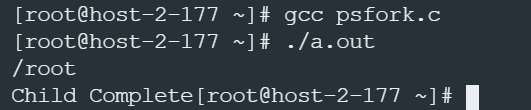 [root@host-2-177 ~]# gcc psfork.c
[root@host-2-177 ~]# ./a.out
/root
Child Complete[root@host-2-177 ~]#